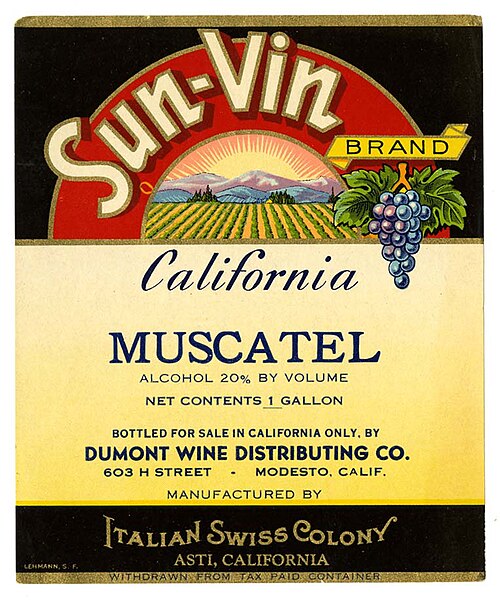 Sun-Vin
BRAND
California
MUSCATEL
ALCOHOL 20% BY VOLUME
NET CONTENTS 1 GALLON
BOTTLED FOR SALE IN CALIFORNIA ONLY, BY
DUMONT WINE DISTRIBUTING CO.
603 H STREET - MODESTO, CALIF.
MANUFACTURED BY
ITALIAN SWISS COLONY
ASTI, CALIFORNIA
LEHMANN, S. F.
WITHDRAWN FROM TAX PAID CONTAINER